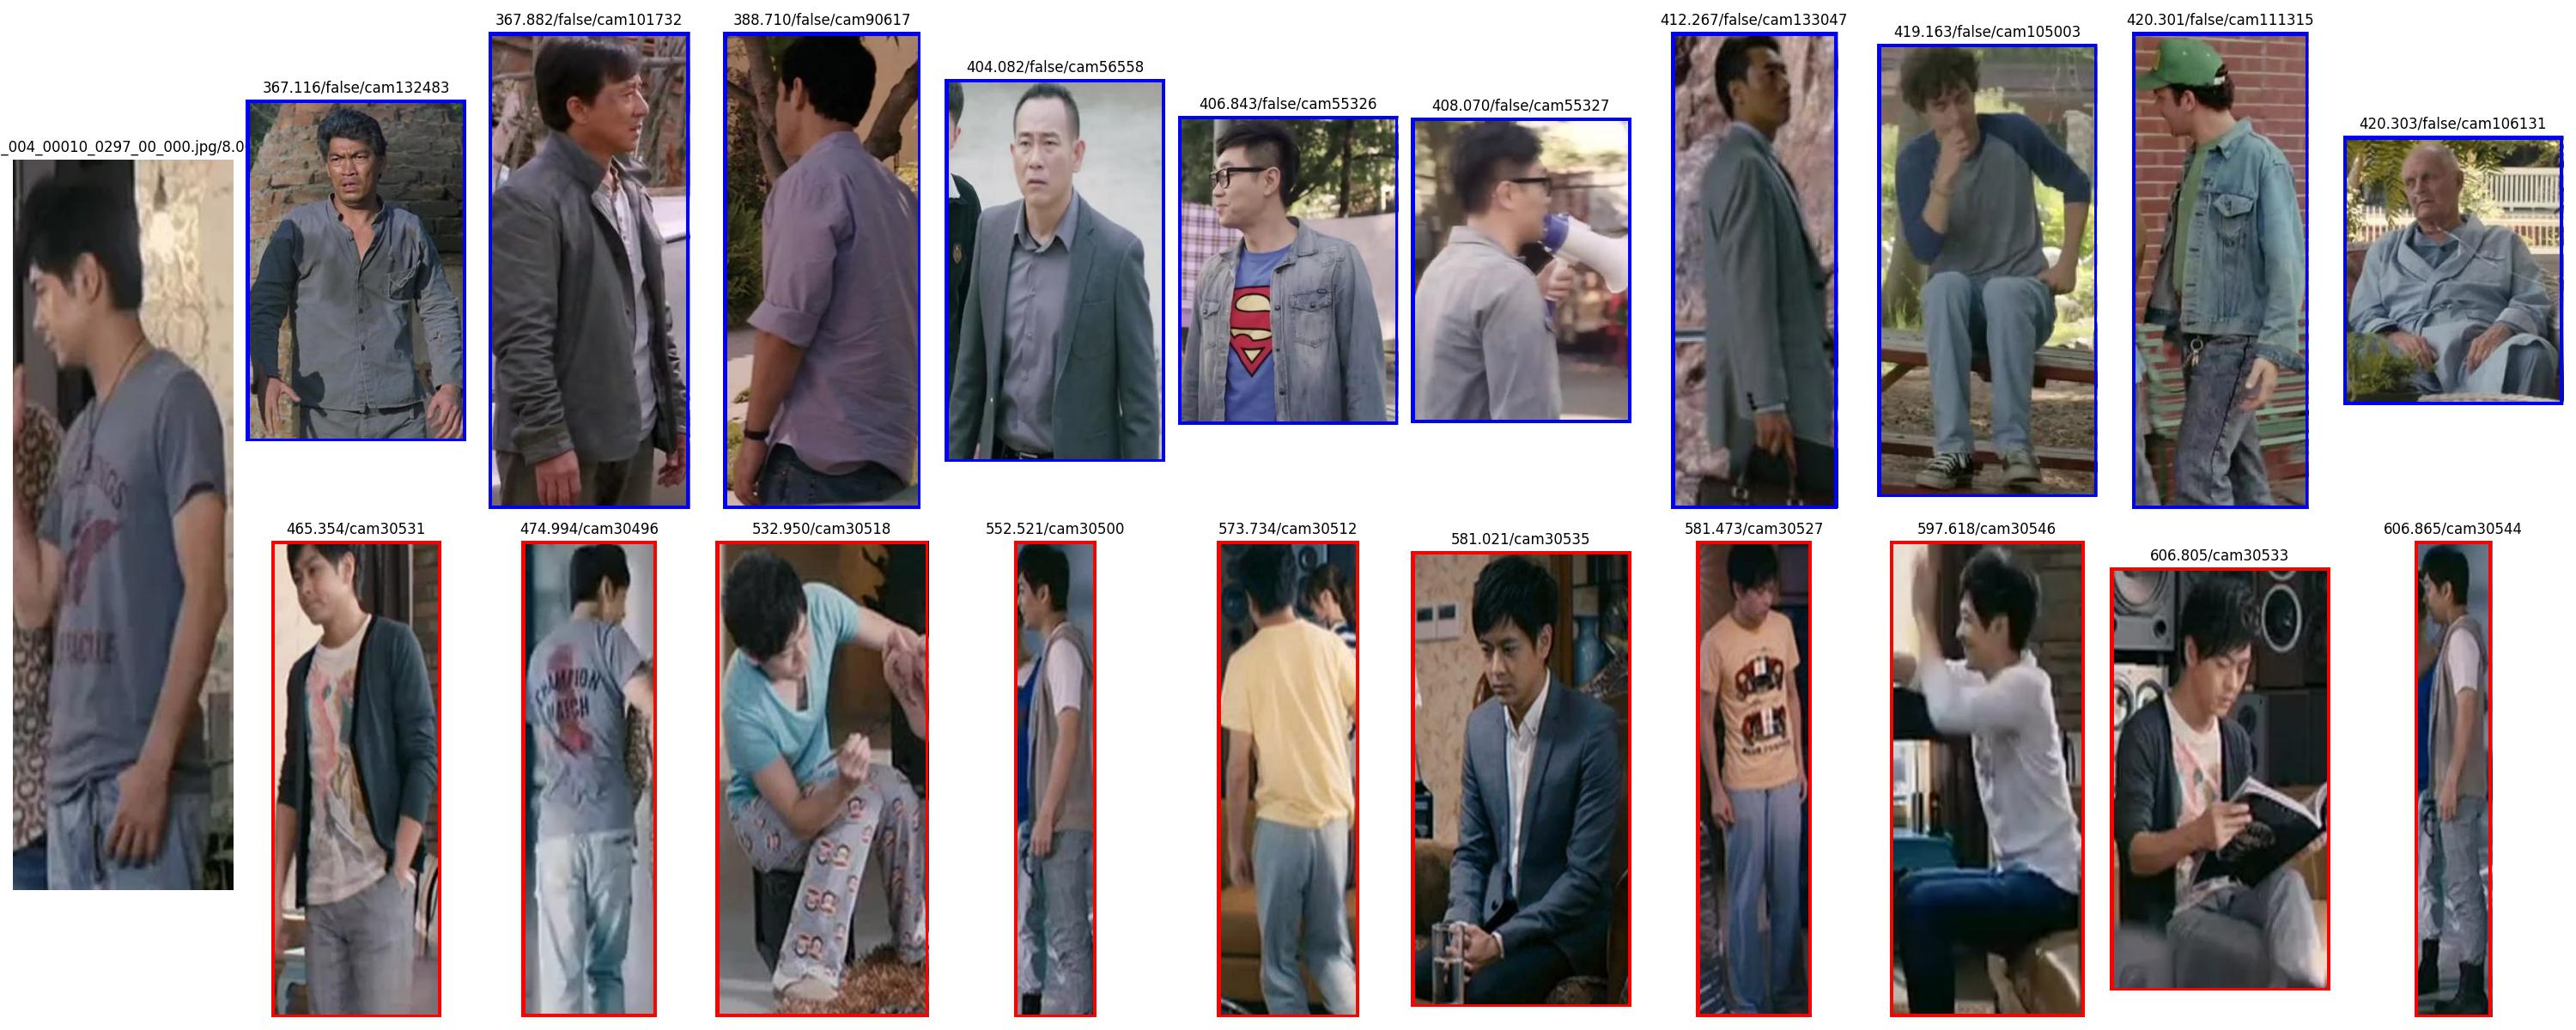 367.882/false/cam101732
388.710/false/cam90617
412.267/false/cam133047
419.163/false/cam105003
420.301/false/cam111315
404.082/false/cam56558
367.116/false/cam132483
406.843/false/cam55326
408.070/false/cam55327
420.303/false/cam106131
_004_00010_0297_00_000.jpg/8.0
S
465.354/cam30531
474.994/cam30496
532.950/cam30518
552.521/cam30500
573.734/cam30512
581.021/cam30535
581.473/cam30527
597.618/cam30546
606.805/cam30533
606.865/cam30544
CHAMPION
MATCH